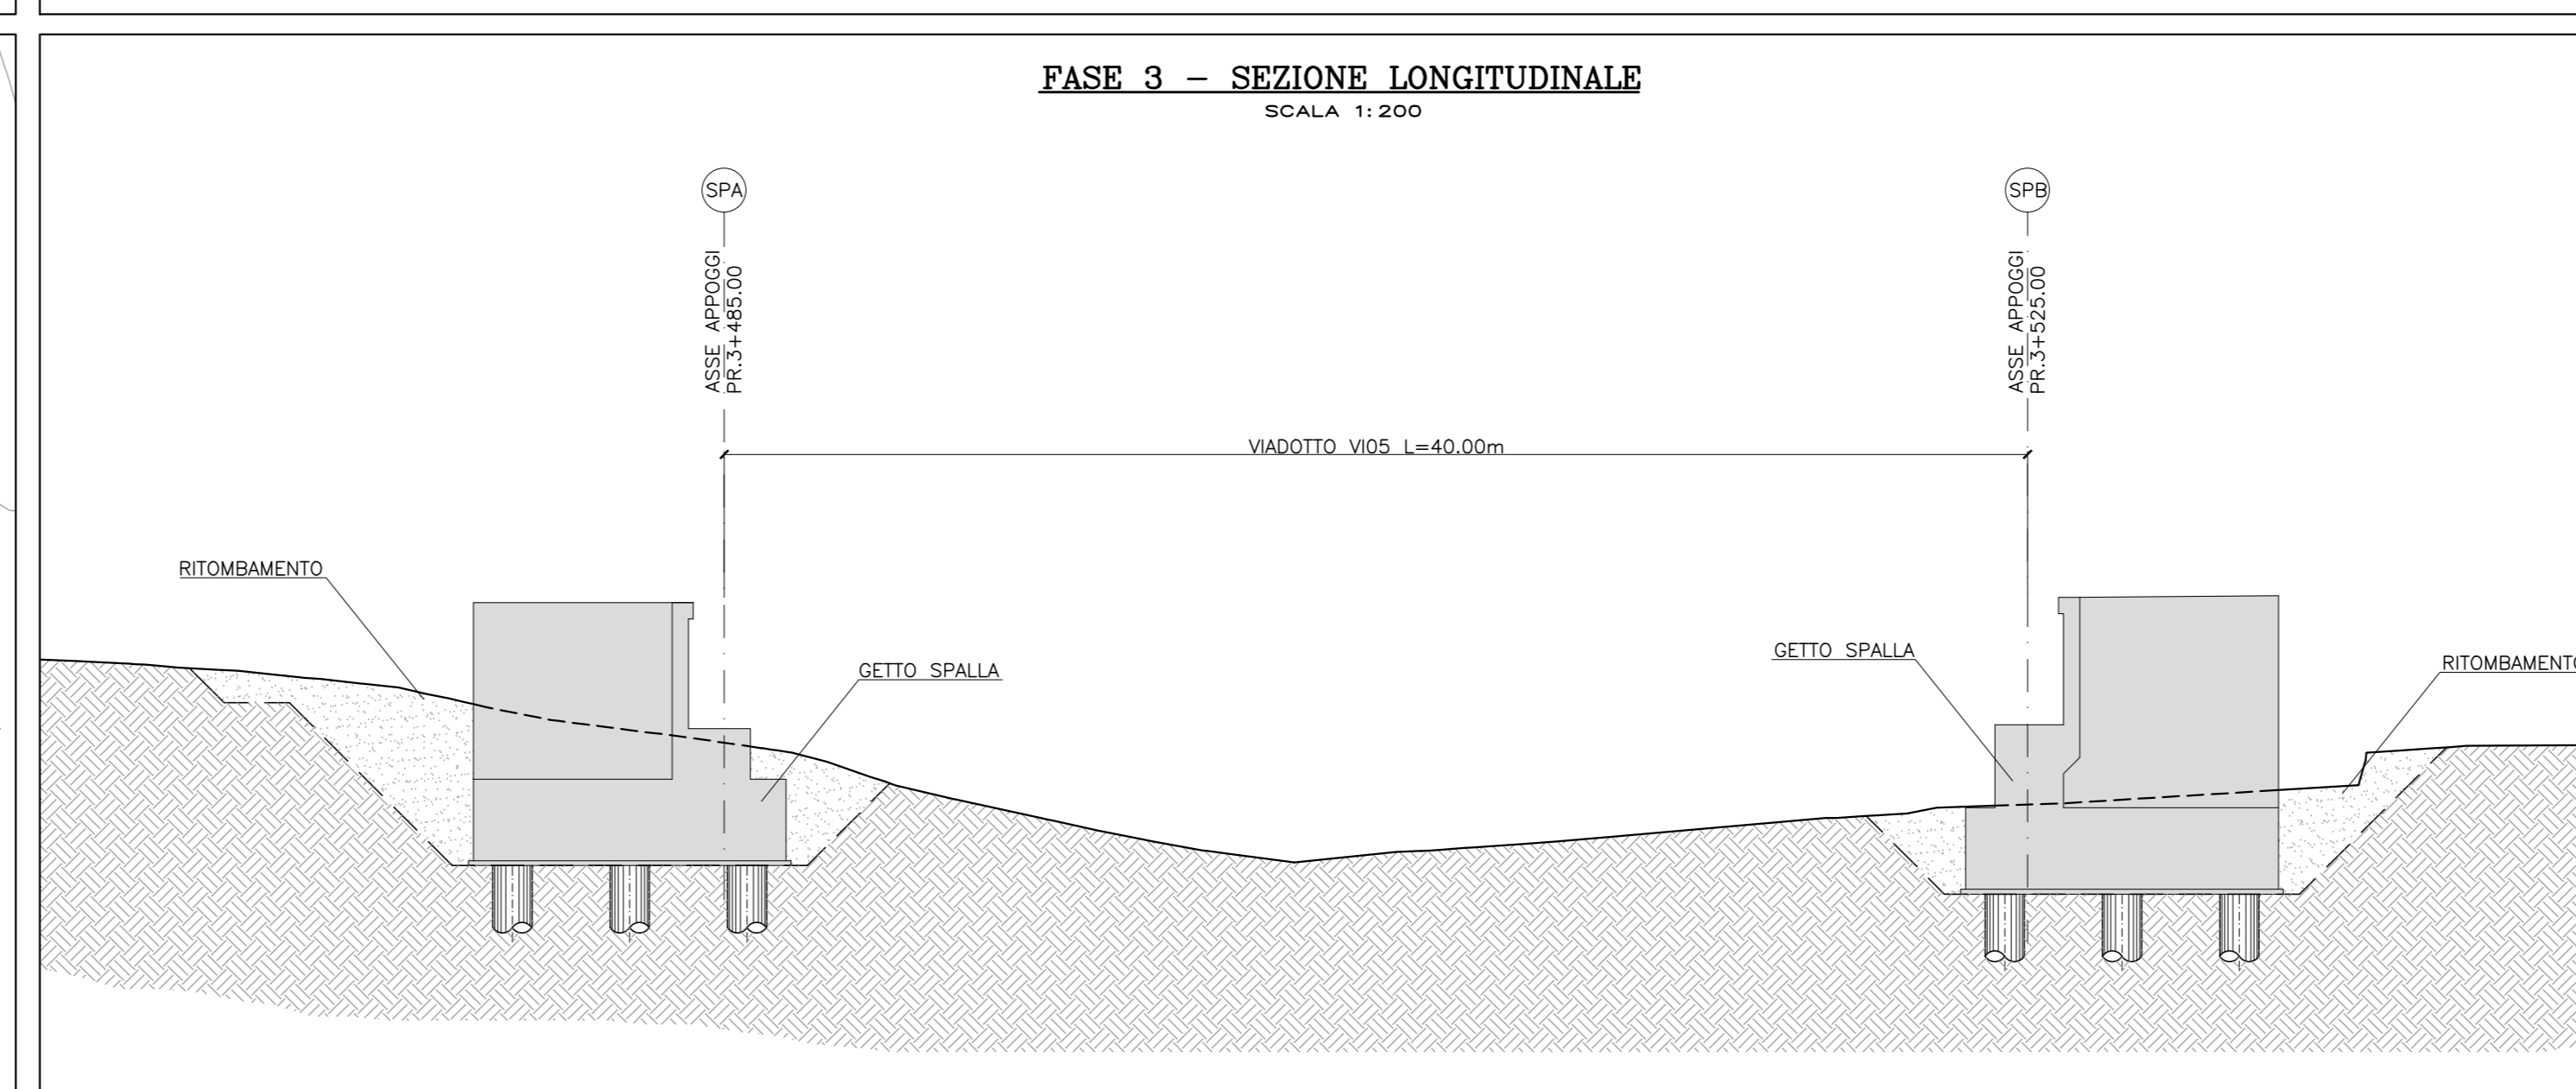 FASE 3 – SEZIONE LONGITUDINALE
SCALA 1:200
SPA
SPB
ASSE APPOGGI
PR.3+485.00
ASSE APPOGGI
PR.3+525.00
VIADOTTO VI05 L=40.00m
RITOMBAMENTO
GETTO SPALLA
GETTO SPALLA
RITOMBAMENTO